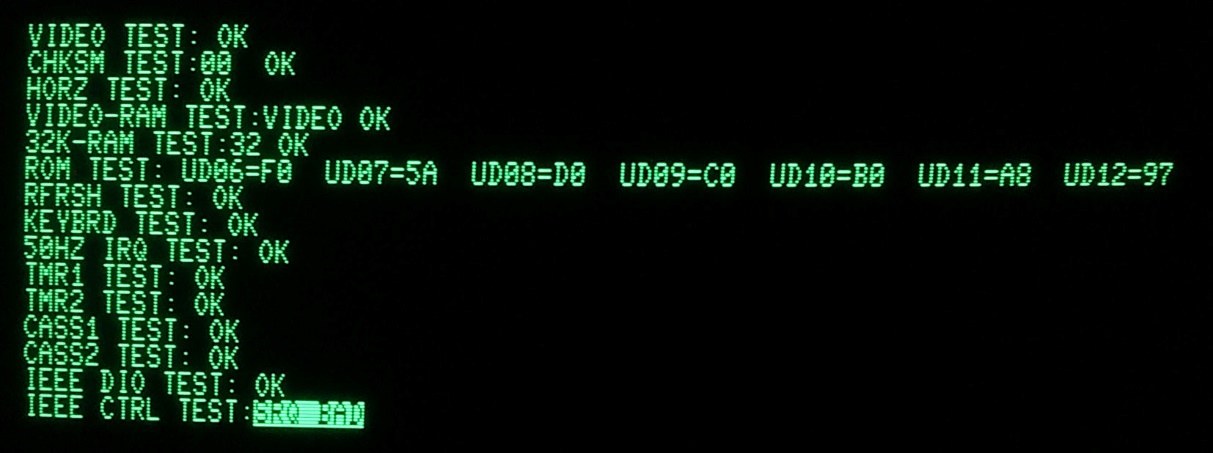 VIDEO TEST: OK
CHKSM TEST:00  OK
HORZ TEST: OK
VIDEO-RAM TEST:VIDEO OK
32K-RAM TEST:32 OK
ROM TEST: UD06=F0  UD07=5A  UD08=D0  UD09=C0  UD10=B0  UD11=A8  UD12=97
RFRSH TEST: OK
KEYBRD TEST: OK
50HZ IRQ TEST: OK
TMR1 TEST: OK
TMR2 TEST: OK
CASS1 TEST: OK
CASS2 TEST: OK
IEEE DIO TEST: OK
IEEE CTRL TEST:SRQ BAD